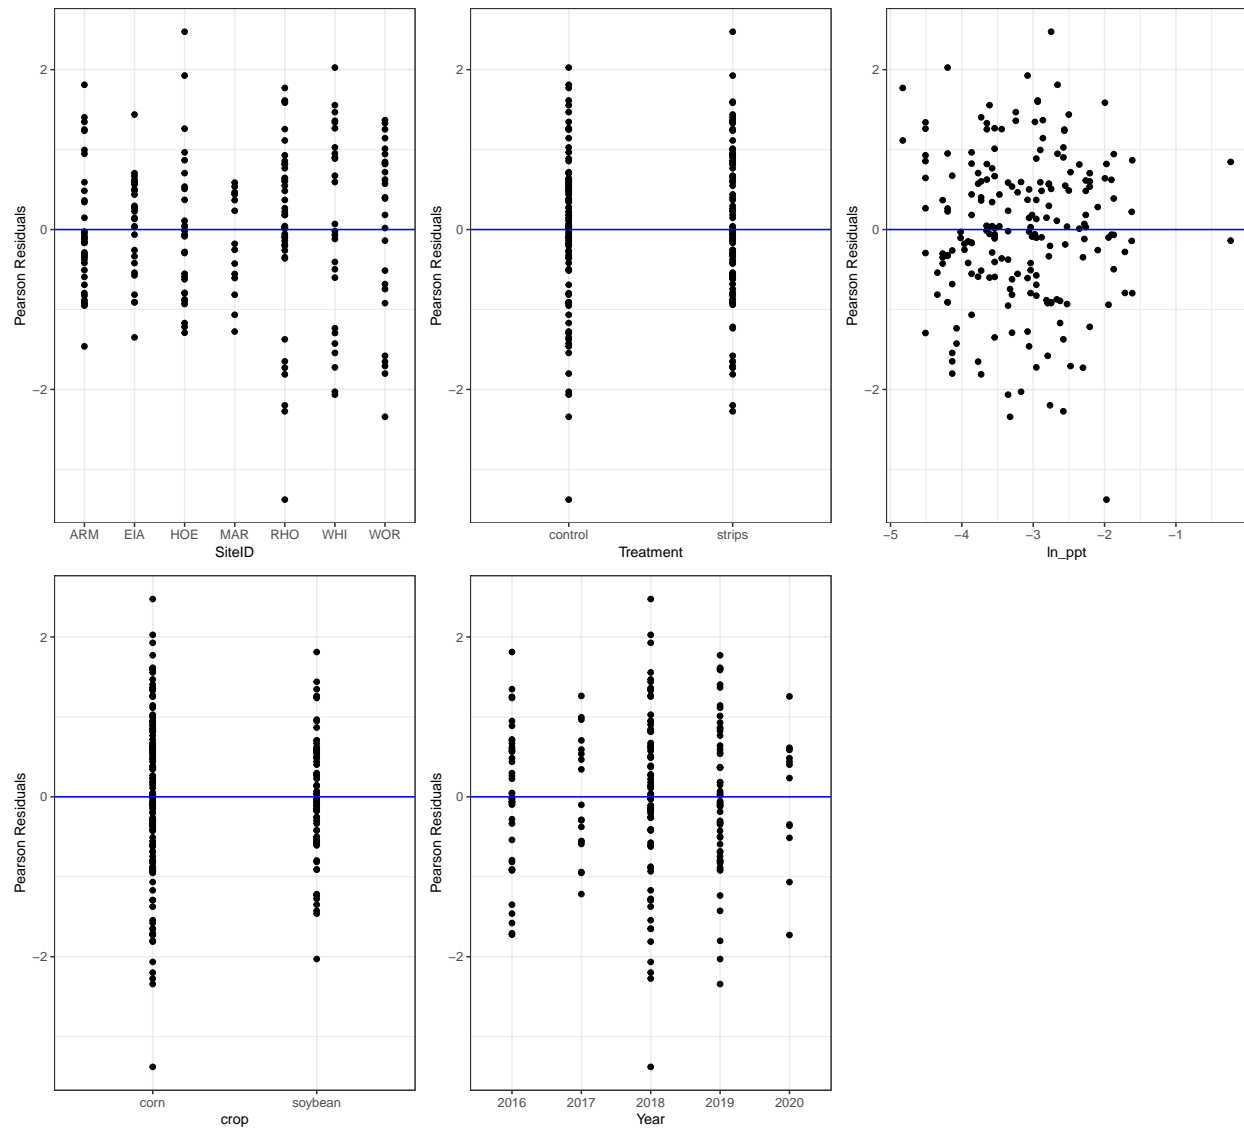 Pearson Residuals
2
0
−2
ARM EIA HOE MAR RHO WHI WOR
SiteID
Pearson Residuals
2
0
−2
control strips
Treatment
Pearson Residuals
2
0
−2
−5 −4 −3 −2 −1
ln_ppt
Pearson Residuals
2
0
−2
corn soybean
crop
Pearson Residuals
2
0
−2
2016 2017 2018 2019 2020
Year